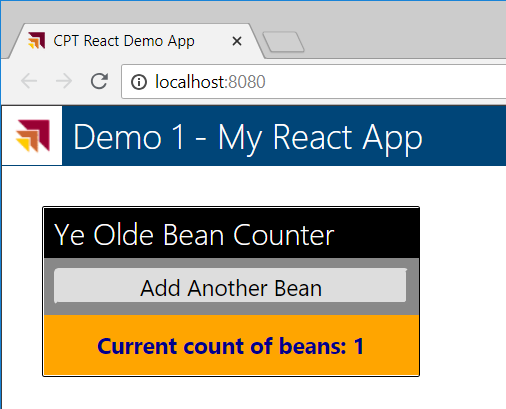 CPT React Demo App
localhost:8080
Demo 1 - My React App
Ye Olde Bean Counter
Add Another Bean
Current count of beans: 1